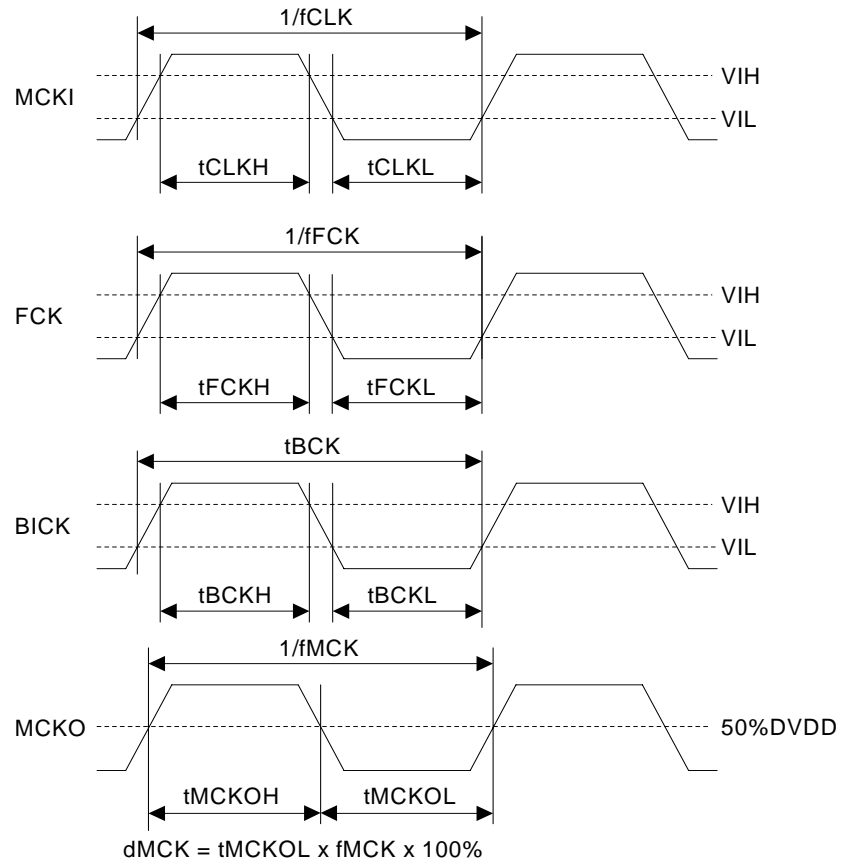 1/fCLK
VIH
MCKI
VIL
tCLKH
tCLKL
1/fFCK
VIH
FCK
VIL
tFCKH
tFCKL
tBCK
VIH
BICK
VIL
tBCKH
tBCKL
1/fMCK
MCKO
50%DVDD
tMCKOH
tMCKOL
dMCK = tMCKOL x fMCK x 100%